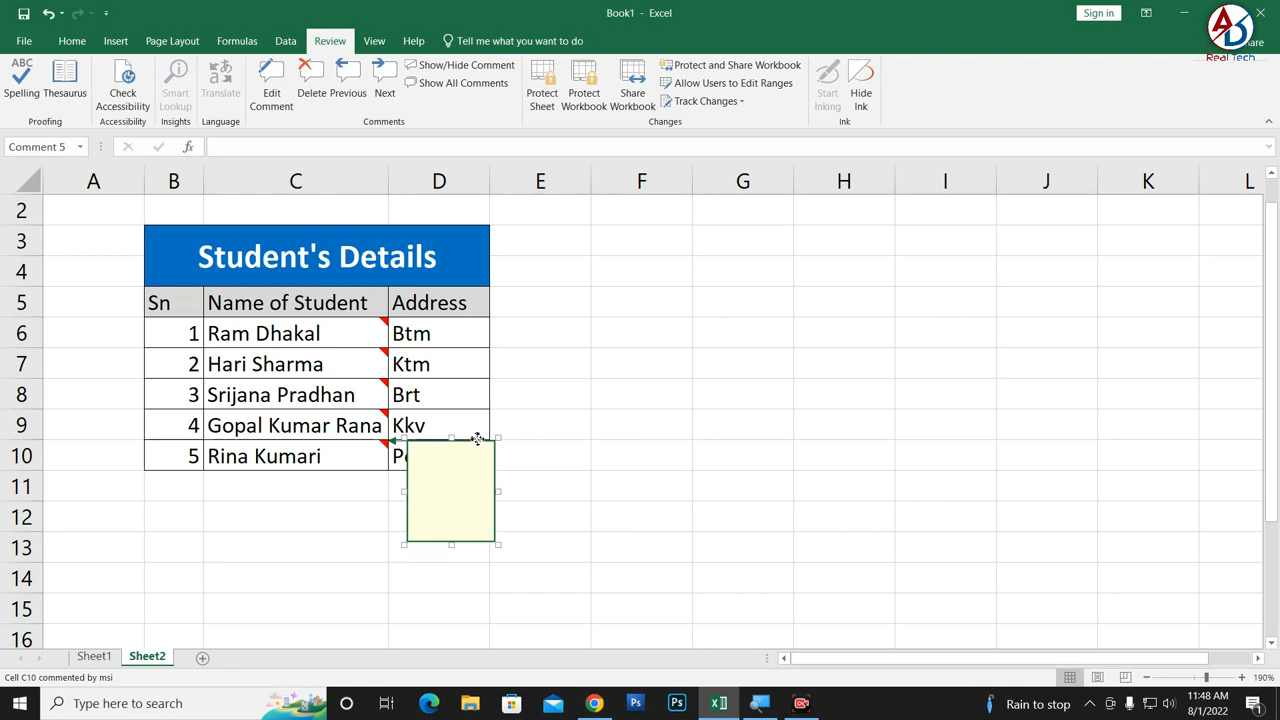 Book1 - Excel
Sign in
File Home Insert Page Layout Formulas Data Review View Help Tell me what you want to do
Real Tech
Spelling Thesaurus
Check Accessibility
Smart Lookup
Translate
Edit Comment
Delete Previous Next
Show/Hide Comment
Show All Comments
Protect Sheet
Protect Workbook
Share Workbook
Protect and Share Workbook
Allow Users to Edit Ranges
Track Changes
Start Inking
Hide Ink
Proofing Accessibility Insights Language Comments Changes Ink
Comment 5 fx
A B C D E F G H I J K L
2
3
Student's Details
4
5 Sn Name of Student Address
6 1 Ram Dhakal Btm
7 2 Hari Sharma Ktm
8 3 Srijana Pradhan Brt
9 4 Gopal Kumar Rana Kkv
10 5 Rina Kumari
11
12
13
14
15
16
Sheet1 Sheet2
Cell C10 commented by msi
190%
Type here to search
Rain to stop
11:48 AM
8/1/2022